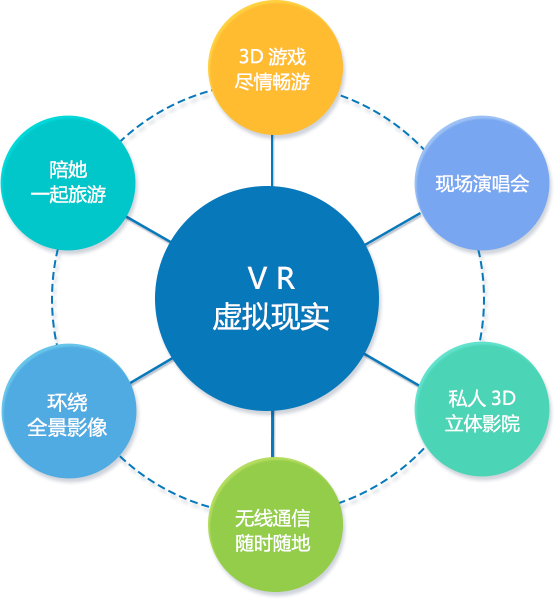 3D 游戏
尽情畅游
陪她
一起旅游
现场演唱会
V R
虚拟现实
环绕
全景影像
私人 3D
立体影院
无线通信
随时随地